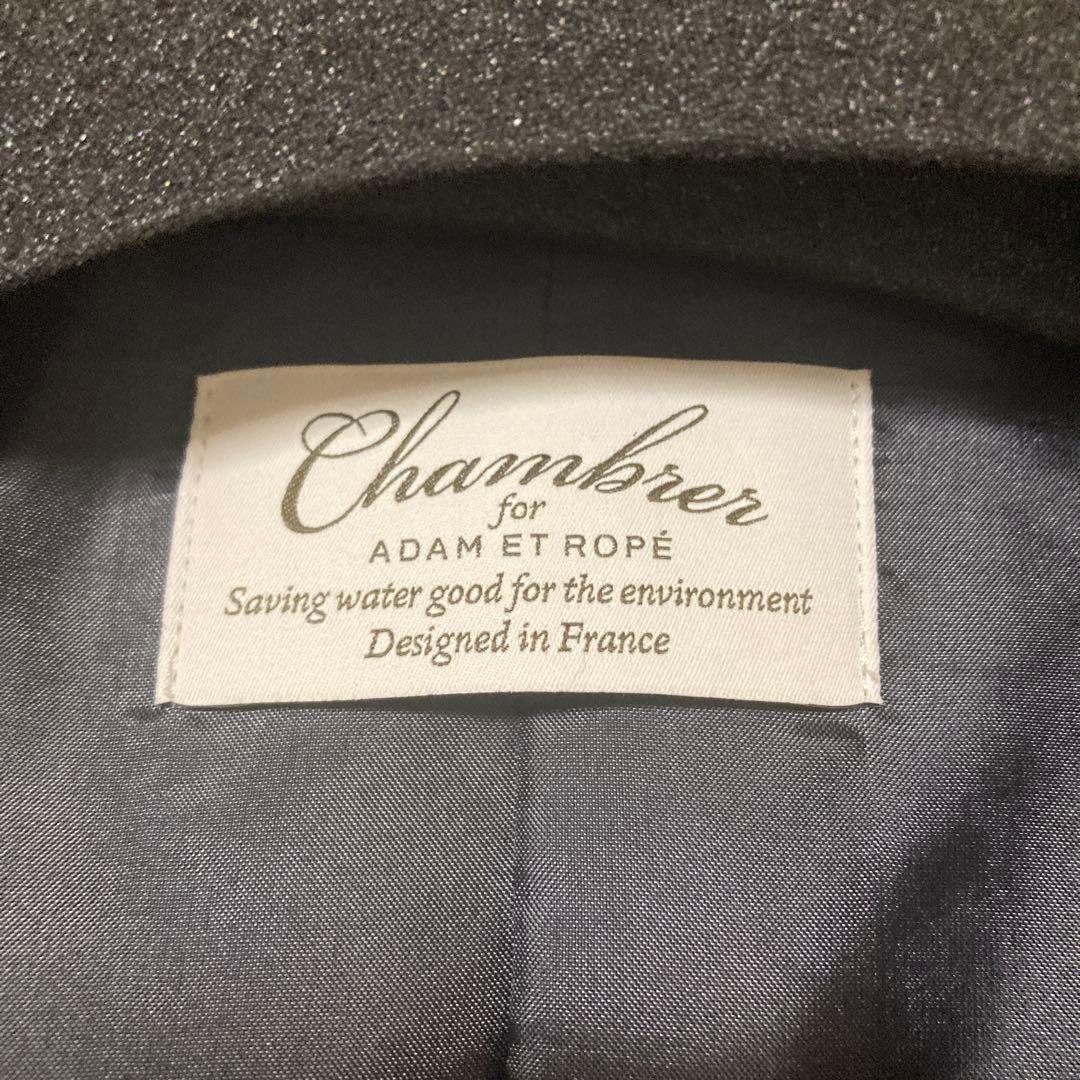 Chambrer
for
ADAM ET ROPÉ
Saving water good for the environment
Designed in France